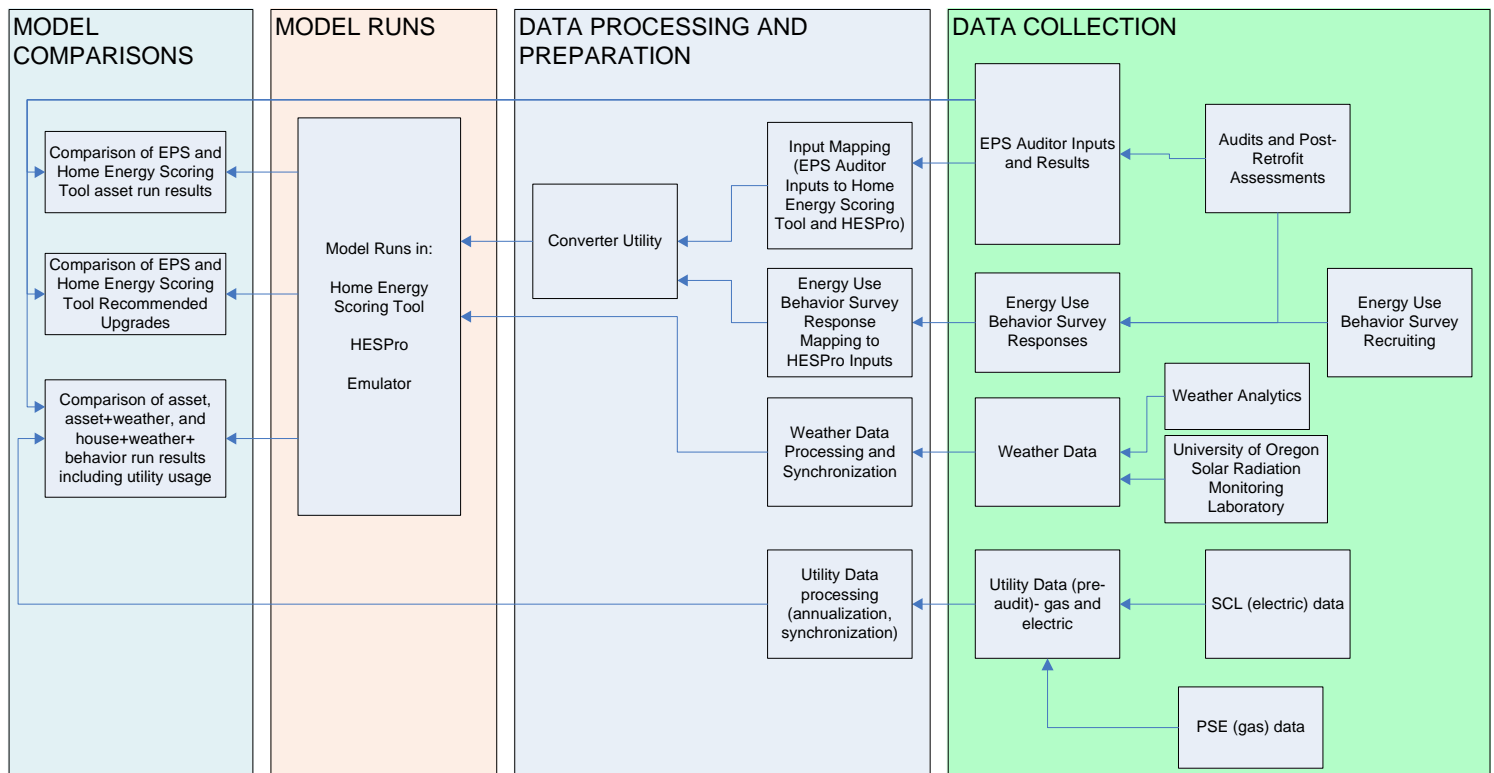 MODEL
COMPARISONS
Comparison of EPS and
Home Energy Scoring
Tool asset run results
Comparison of EPS and
Home Energy Scoring
Tool Recommended
Upgrades
Comparison of asset,
asset+weather, and
house+weather+
behavior run results
including utility usage
MODEL RUNS
Model Runs in:
Home Energy
Scoring Tool
HESPro
Emulator
DATA PROCESSING AND
PREPARATION
Converter Utility
Input Mapping
(EPS Auditor
Inputs to Home
Energy Scoring
Tool and HESPro)
Energy Use
Behavior Survey
Response
Mapping to
HESPro Inputs
Weather Data
Processing and
Synchronization
Utility Data
processing
(annualization,
synchronization)
DATA COLLECTION
EPS Auditor Inputs
and Results
Audits and Post-
Retrofit
Assessments
Energy Use
Behavior Survey
Responses
Energy Use
Behavior Survey
Recruiting
Weather Data
Weather Analytics
University of Oregon
Solar Radiation
Monitoring
Laboratory
Utility Data (pre-
audit)- gas and
electric
SCL (electric) data
PSE (gas) data